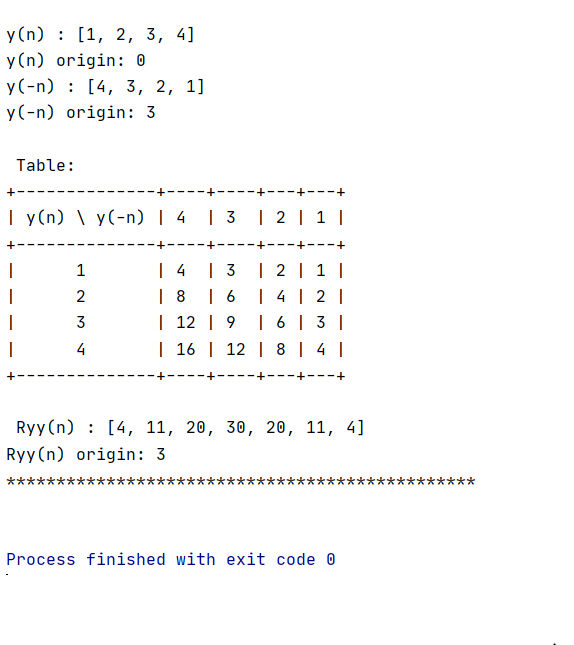 y(n) : [1, 2, 3, 4]
y(n) origin: 0
y(-n) : [4, 3, 2, 1]
y(-n) origin: 3
 Table:
+--------------+----+----+---+---+
| y(n) \ y(-n) | 4  | 3  | 2 | 1 |
+--------------+----+----+---+---+
|      1       | 4  | 3  | 2 | 1 |
|      2       | 8  | 6  | 4 | 2 |
|      3       | 12 | 9  | 6 | 3 |
|      4       | 16 | 12 | 8 | 4 |
+--------------+----+----+---+---+
 Ryy(n) : [4, 11, 20, 30, 20, 11, 4]
Ryy(n) origin: 3
***********************************************
Process finished with exit code 0